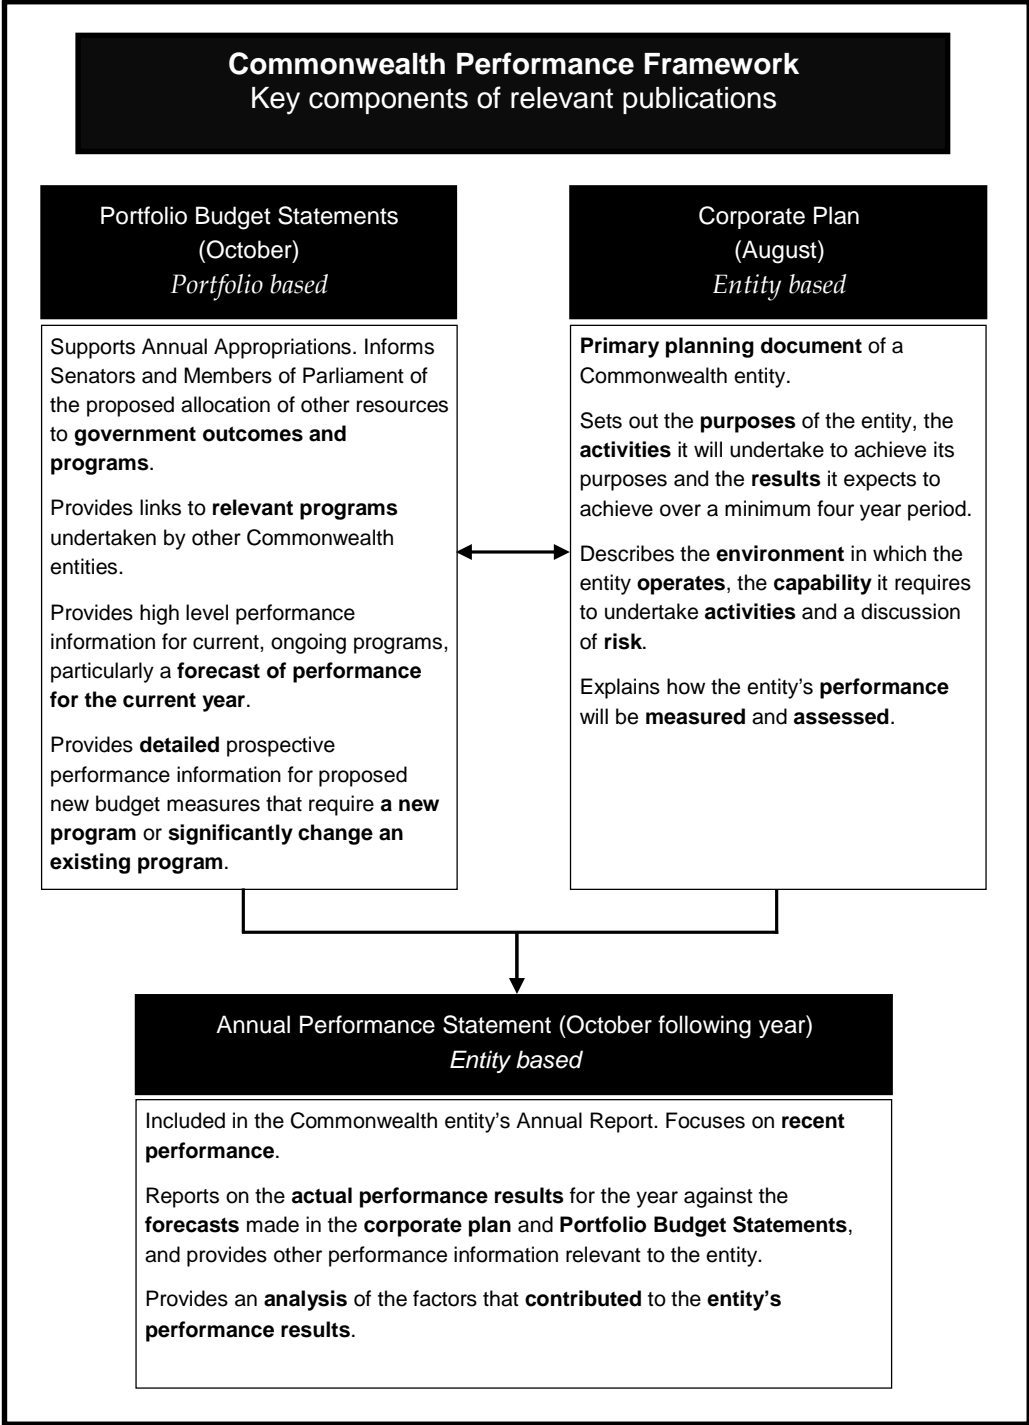 Commonwealth Performance Framework
Key components of relevant publications
Portfolio Budget Statements
(October)
Portfolio based
Supports Annual Appropriations. Informs
Senators and Members of Parliament of
the proposed allocation of other resources
to government outcomes and
programs.
Provides links to relevant programs
undertaken by other Commonwealth
entities.
Provides high level performance
information for current, ongoing programs,
particularly a forecast of performance
for the current year.
Provides detailed prospective
performance information for proposed
new budget measures that require a new
program or significantly change an
existing program.
Corporate Plan
(August)
Entity based
Primary planning document of a
Commonwealth entity.
Sets out the purposes of the entity, the
activities it will undertake to achieve its
purposes and the results it expects to
achieve over a minimum four year period.
Describes the environment in which the
entity operates, the capability it requires
to undertake activities and a discussion
of risk.
Explains how the entity’s performance
will be measured and assessed.
Annual Performance Statement (October following year)
Entity based
Included in the Commonwealth entity’s Annual Report. Focuses on recent
performance.
Reports on the actual performance results for the year against the
forecasts made in the corporate plan and Portfolio Budget Statements,
and provides other performance information relevant to the entity.
Provides an analysis of the factors that contributed to the entity’s
performance results.